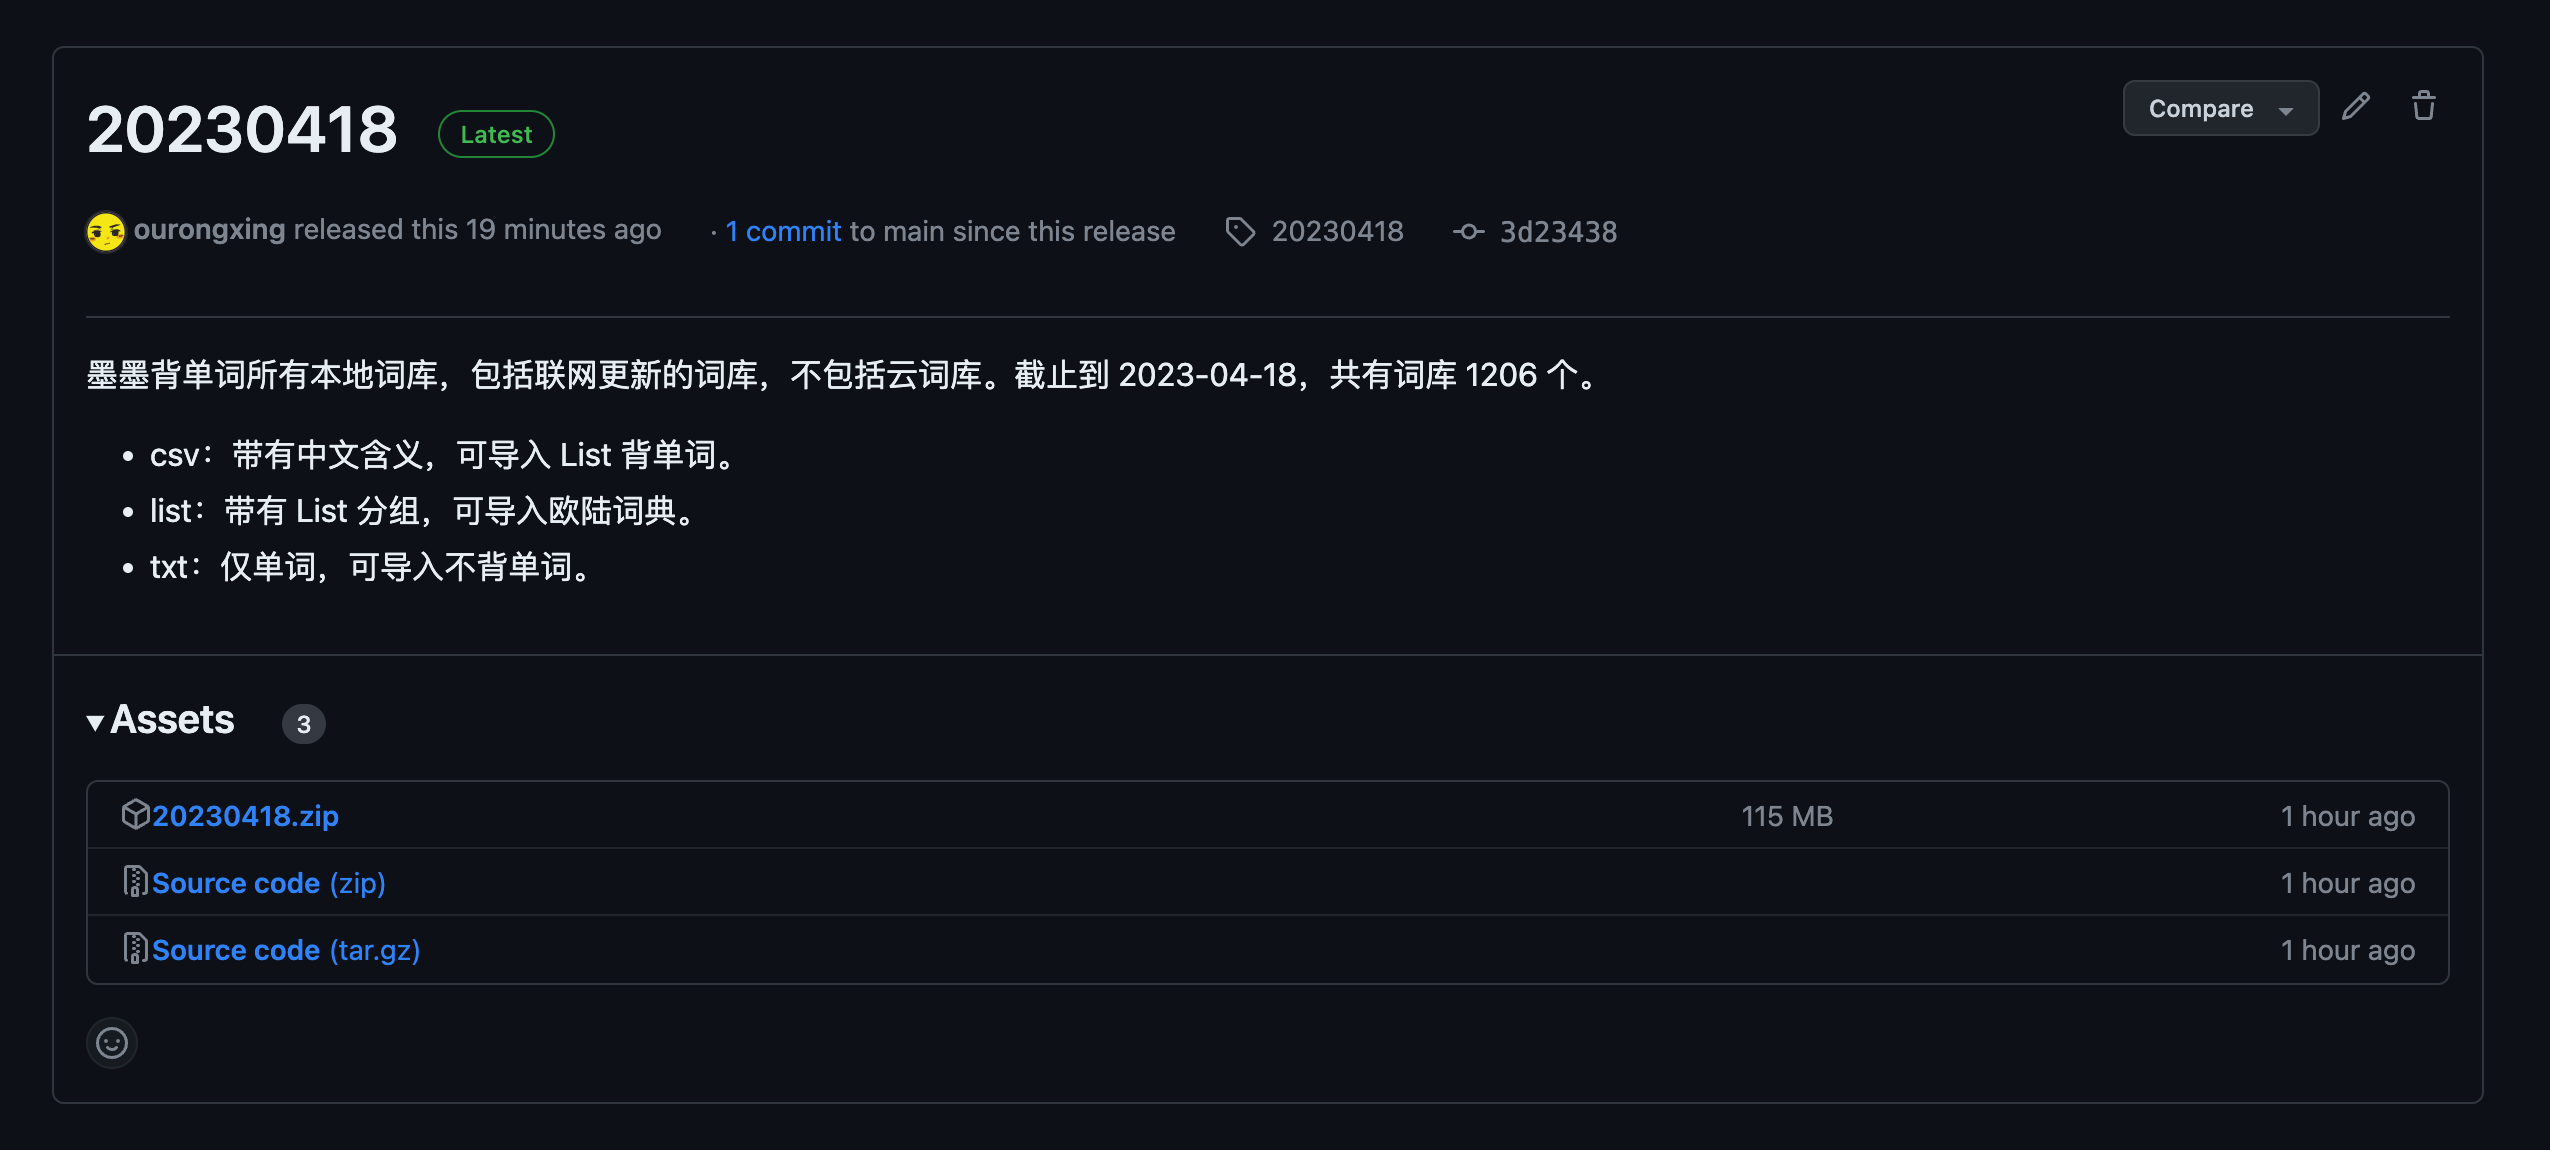 20230418 Latest
Compare
ourongxing released this 19 minutes ago · 1 commit to main since this release 20230418 3d23438
墨墨背单词所有本地词库，包括联网更新的词库，不包括云词库。截止到 2023-04-18，共有词库 1206 个。
• csv：带有中文含义，可导入 List 背单词。
• list：带有 List 分组，可导入欧陆词典。
• txt：仅单词，可导入不背单词。
Assets 3
20230418.zip 115 MB 1 hour ago
Source code (zip) 1 hour ago
Source code (tar.gz) 1 hour ago